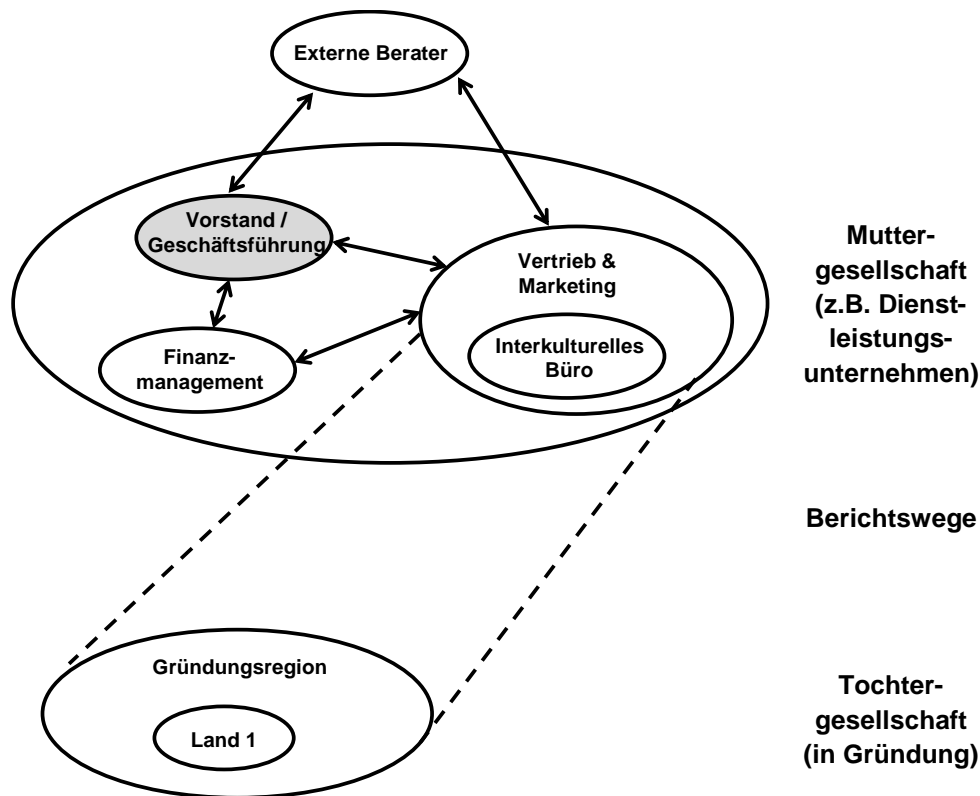 Externe Berater
Vorstand /
Geschäftsführung
Vertrieb &
Marketing
Finanz-
management
Interkulturelles
Büro
Mutter-
gesellschaft
(z.B. Dienst-
leistungs-
unternehmen)
Berichtswege
Gründungsregion
Land 1
Tochter-
gesellschaft
(in Gründung)